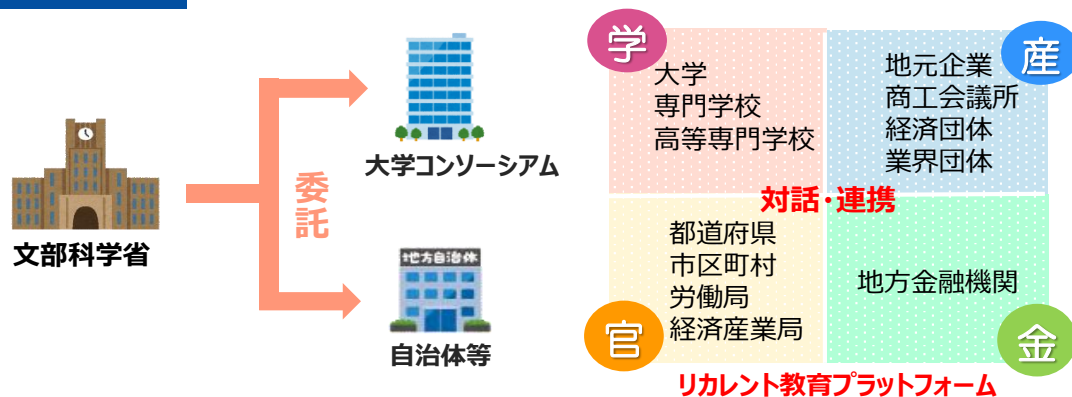 文部科学省
委託
大学コンソーシアム
地方自治体
自治体等
学
大学
専門学校
高等専門学校
産
地元企業
商工会議所
経済団体
業界団体
対話・連携
官
都道府県
市区町村
労働局
経済産業局
金
地方金融機関
リカレント教育プラットフォーム